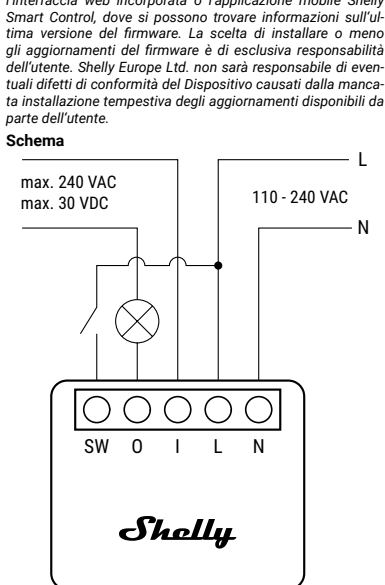 l'interfaccia web incorporata o l'applicazione mobile Shelly
Smart Control, dove si possono trovare informazioni sull'ul-
tima versione del firmware. La scelta di installare o meno
gli aggiornamenti del firmware è di esclusiva responsabilità
dell'utente. Shelly Europe Ltd. non sarà responsabile di even-
tuali difetti di conformità del Dispositivo causati dalla manca-
ta installazione tempestiva degli aggiornamenti disponibili da
parte dell'utente.
Schema
L
max. 240 VAC
max. 30 VDC
110 - 240 VAC
N
SW O I L N
Shelly